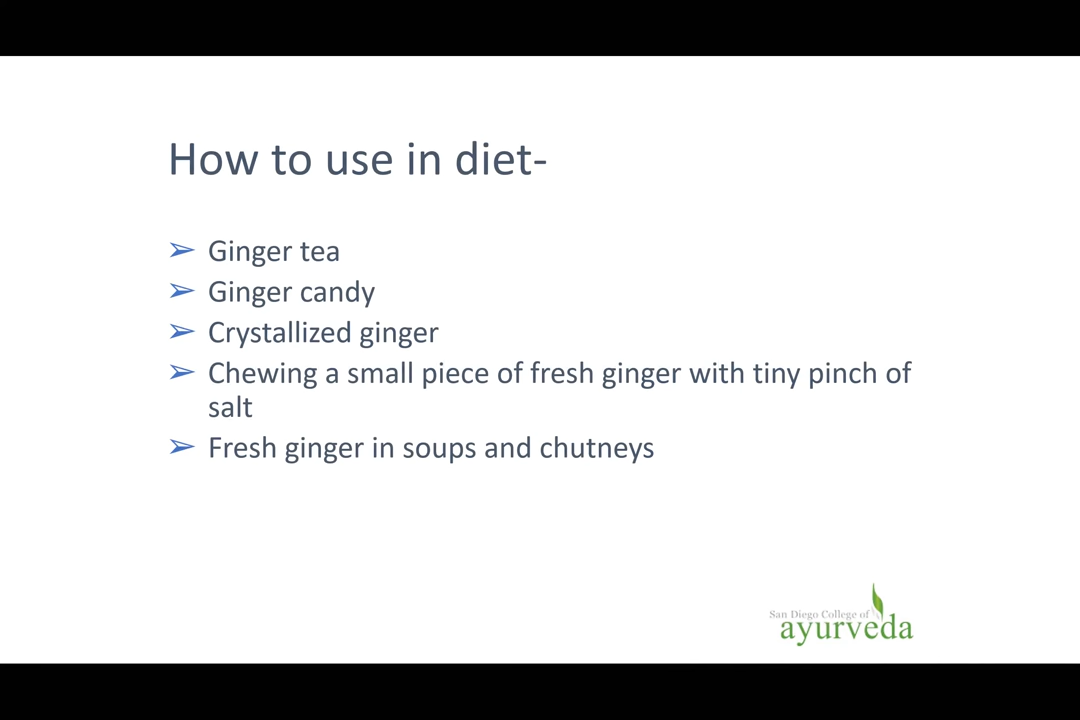 How to use in diet-
➢ Ginger tea
➢ Ginger candy
➢ Crystallized ginger
➢ Chewing a small piece of fresh ginger with tiny pinch of
salt
➢ Fresh ginger in soups and chutneys
San Diego College of
ayurveda